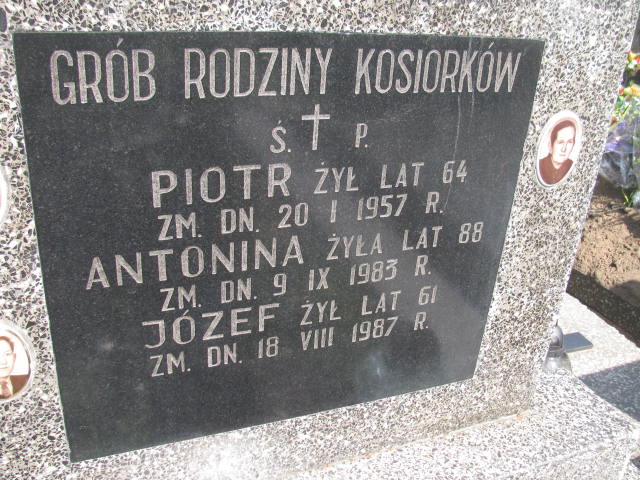 GRÓB RODZINY KOSIORKÓW
Ś. P.
PIOTR ŻYŁ LAT 64
ZM. DN. 20 I 1957 R.
ANTONINA ŻYŁA LAT 88
ZM. DN. 9 IX 1983 R.
JÓZEF ŻYŁ LAT 61
ZM. DN. 18 VIII 1987 R.